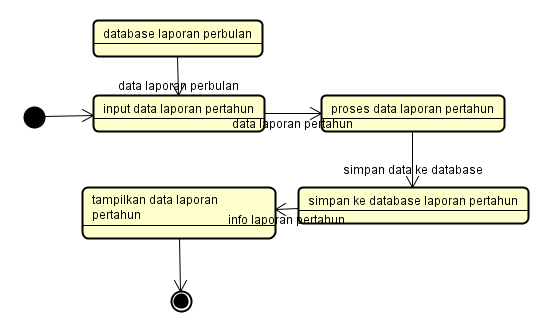 database laporan perbulan
data laporan perbulan
input data laporan pertahun
data laporan pertahun
proses data laporan pertahun
simpan data ke database
simpan ke database laporan pertahun
info laporan pertahun
tampilkan data laporan
pertahun